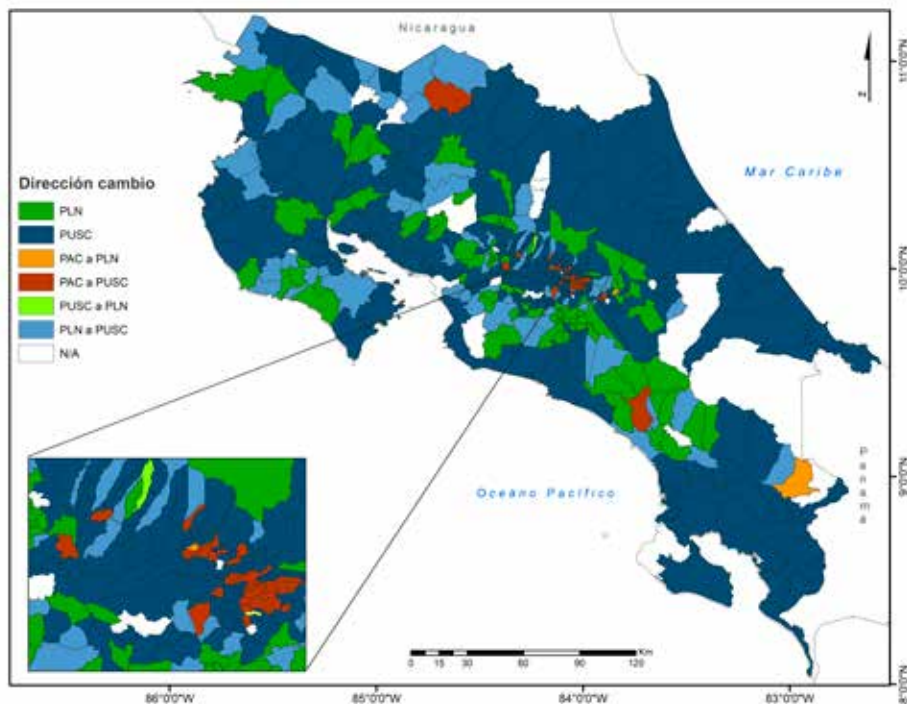 Nicaragua
11°0'0"N
N
Mar Caribe
Dirección cambio
PLN
PUSC
PAC a PLN
PAC a PUSC
PUSC a PLN
PLN a PUSC
N/A
10°0'0"N
Panamá
Oceano Pacífico
9°0'0"N
Km
0 15 30 60 90 120
8°0'0"N
86°0'0"W 85°0'0"W 84°0'0"W 83°0'0"W